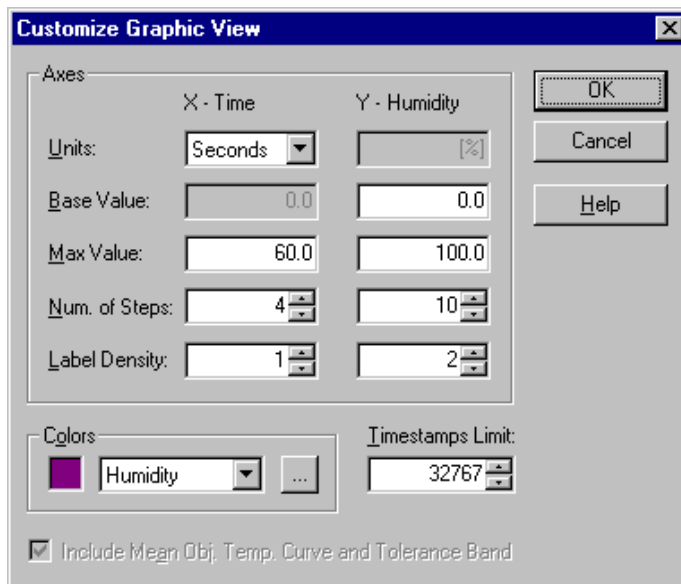 Customize Graphic View
Axes
X - Time Y - Humidity
Units: Seconds [%]
Base Value: 0.0 0.0
Max Value: 60.0 100.0
Num. of Steps: 4 10
Label Density: 1 2
OK
Cancel
Help
Colors
Humidity ...
Timestamps Limit:
32767
Include Mean Obj. Temp. Curve and Tolerance Band